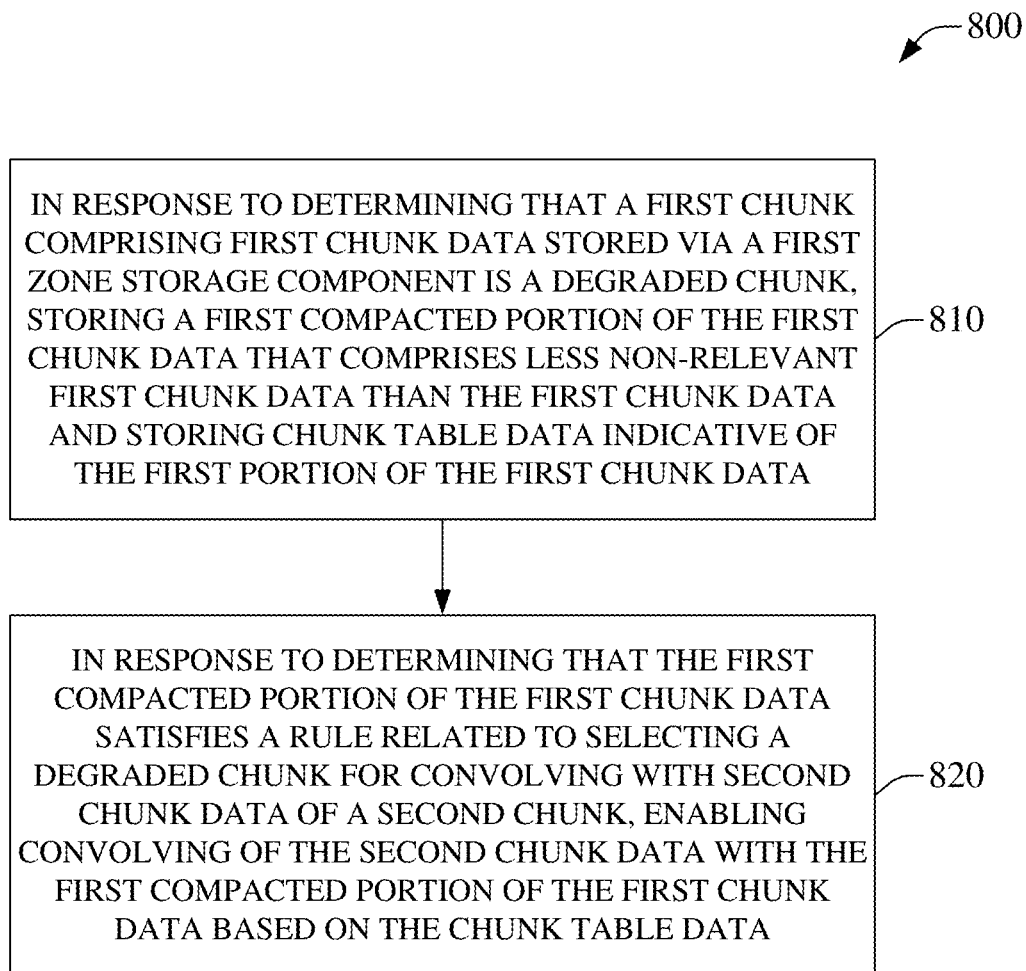 800
IN RESPONSE TO DETERMINING THAT A FIRST CHUNK
COMPRISING FIRST CHUNK DATA STORED VIA A FIRST
ZONE STORAGE COMPONENT IS A DEGRADED CHUNK,
STORING A FIRST COMPACTED PORTION OF THE FIRST
CHUNK DATA THAT COMPRISES LESS NON-RELEVANT
FIRST CHUNK DATA THAN THE FIRST CHUNK DATA
AND STORING CHUNK TABLE DATA INDICATIVE OF
THE FIRST PORTION OF THE FIRST CHUNK DATA
810
IN RESPONSE TO DETERMINING THAT THE FIRST
COMPACTED PORTION OF THE FIRST CHUNK DATA
SATISFIES A RULE RELATED TO SELECTING A
DEGRADED CHUNK FOR CONVOLVING WITH SECOND
CHUNK DATA OF A SECOND CHUNK, ENABLING
CONVOLVING OF THE SECOND CHUNK DATA WITH THE
FIRST COMPACTED PORTION OF THE FIRST CHUNK
DATA BASED ON THE CHUNK TABLE DATA
820